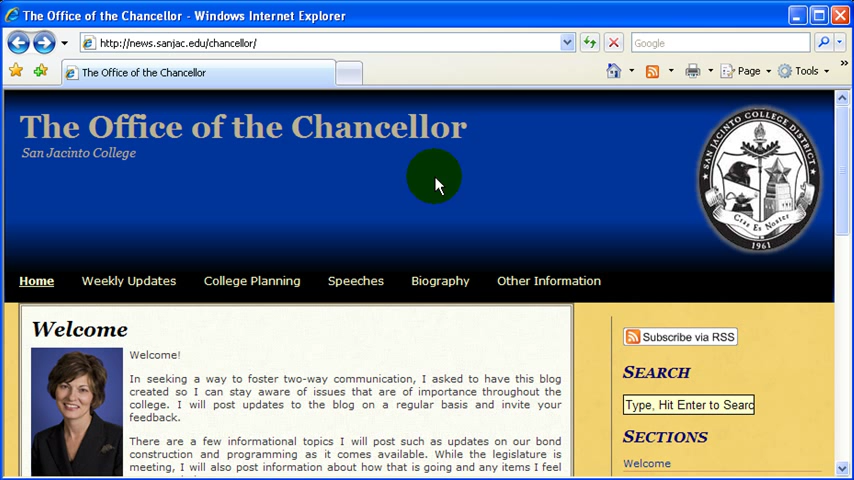 The Office of the Chancellor - Windows Internet Explorer
http://news.sanjac.edu/chancellor/
Google
The Office of the Chancellor
Page
Tools
The Office of the Chancellor
San Jacinto College
SAN JACINTO COLLEGE DISTRICT
Cras Es Noster
1961
Home
Weekly Updates
College Planning
Speeches
Biography
Other Information
Welcome
Welcome!
In seeking a way to foster two-way communication, I asked to have this blog
created so I can stay aware of issues that are of importance throughout the
college. I will post updates to the blog on a regular basis and invite your
feedback.
There are a few informational topics I will post such as updates on our bond
construction and programming as it comes available. While the legislature is
meeting, I will also post information about how that is going and any items I feel
Subscribe via RSS
SEARCH
Type, Hit Enter to Searc
SECTIONS
Welcome